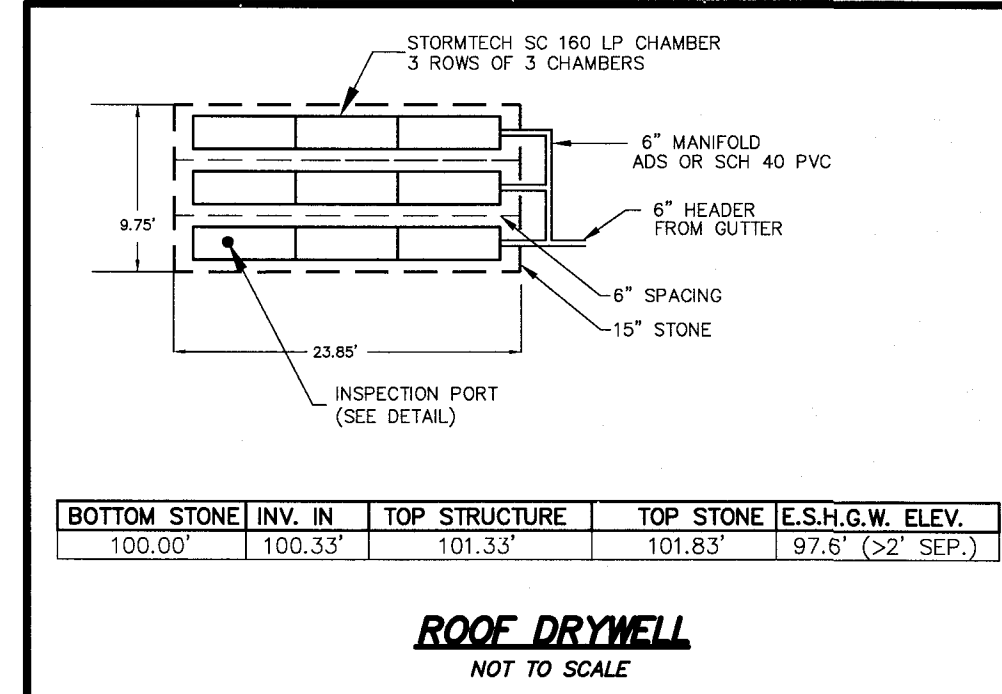 STORMTECH SC 160 LP CHAMBER
3 ROWS OF 3 CHAMBERS
6" MANIFOLD
ADS OR SCH 40 PVC
9.75'
6" HEADER
FROM GUTTER
6" SPACING
15" STONE
23.85'
INSPECTION PORT
(SEE DETAIL)
BOTTOM STONE INV. IN TOP STRUCTURE TOP STONE E.S.H.G.W. ELEV.
100.00' 100.33' 101.33' 101.83' 97.6' (>2' SEP.)
ROOF DRYWELL
NOT TO SCALE